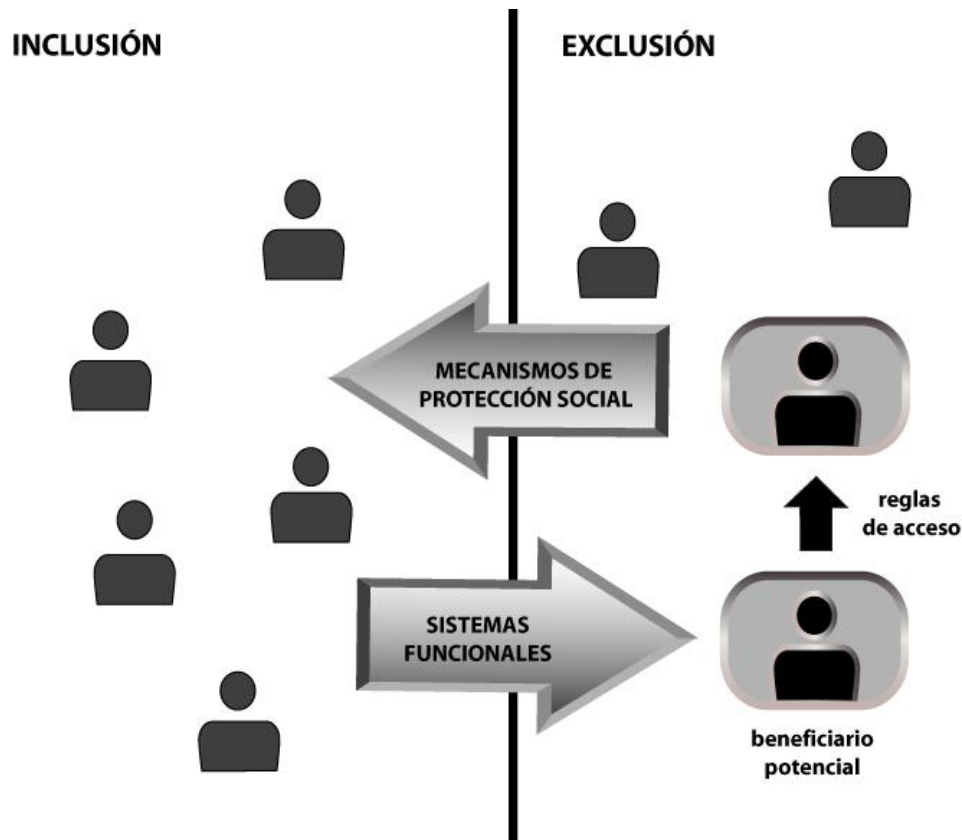 INCLUSIÓN
EXCLUSIÓN
MECANISMOS DE
PROTECCIÓN SOCIAL
reglas
de acceso
SISTEMAS
FUNCIONALES
beneficiario
potencial